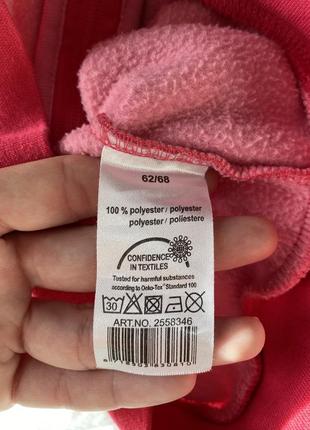 62/68
100 % polyester/ polyester
polyester/ poliestere
CONFIDENCE
IN TEXTILES
Tested for harmful substances
according to Oeko-Tex® Standard 100
30
ART.NO. 2558346